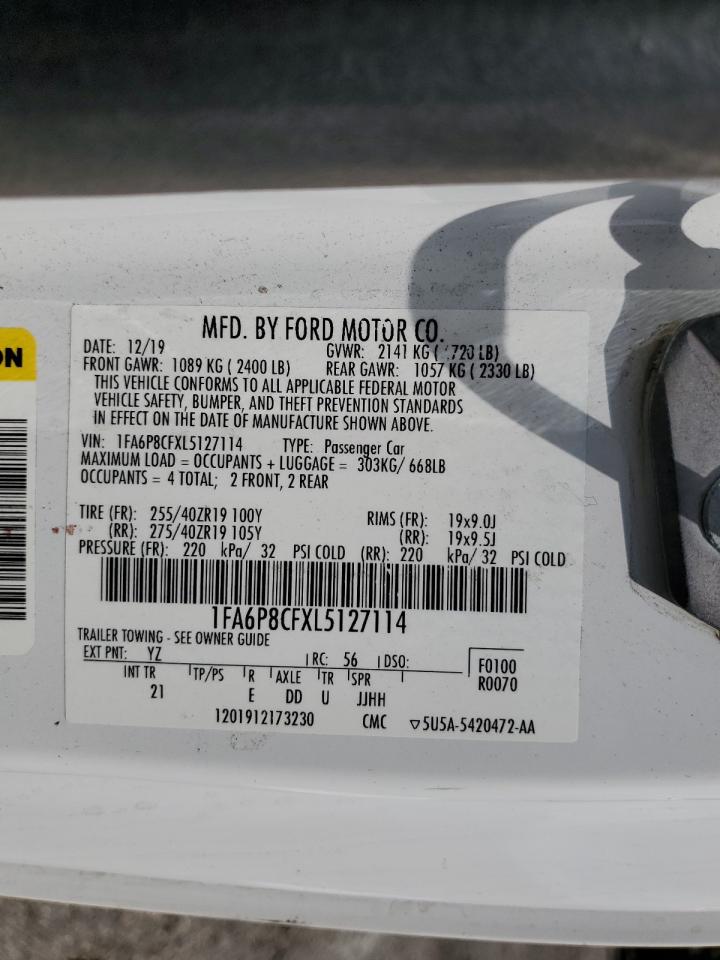 MFD. BY FORD MOTOR CO.
DATE: 12/19 GVWR: 2141 KG ( 720 LB)
FRONT GAWR: 1089 KG ( 2400 LB) REAR GAWR: 1057 KG ( 2330 LB)
THIS VEHICLE CONFORMS TO ALL APPLICABLE FEDERAL MOTOR
VEHICLE SAFETY, BUMPER, AND THEFT PREVENTION STANDARDS
IN EFFECT ON THE DATE OF MANUFACTURE SHOWN ABOVE.
VIN: 1FA6P8CFXL5127114 TYPE: Passenger Car
MAXIMUM LOAD = OCCUPANTS + LUGGAGE = 303KG/ 668LB
OCCUPANTS = 4 TOTAL; 2 FRONT, 2 REAR
TIRE (FR): 255/40ZR19 100Y RIMS (FR): 19x9.0J
(RR): 275/40ZR19 105Y (RR): 19x9.5J
PRESSURE (FR): 220 kPa/ 32 PSI COLD (RR): 220 kPa/ 32 PSI COLD
1FA6P8CFXL5127114
TRAILER TOWING - SEE OWNER GUIDE
EXT PNT: YZ RC: 56 DSO: F0100
INT TR TP/PS R AXLE TR SPR R0070
21 E DD U JJHH
1201912173230 CMC ▽5U5A-5420472-AA
ON